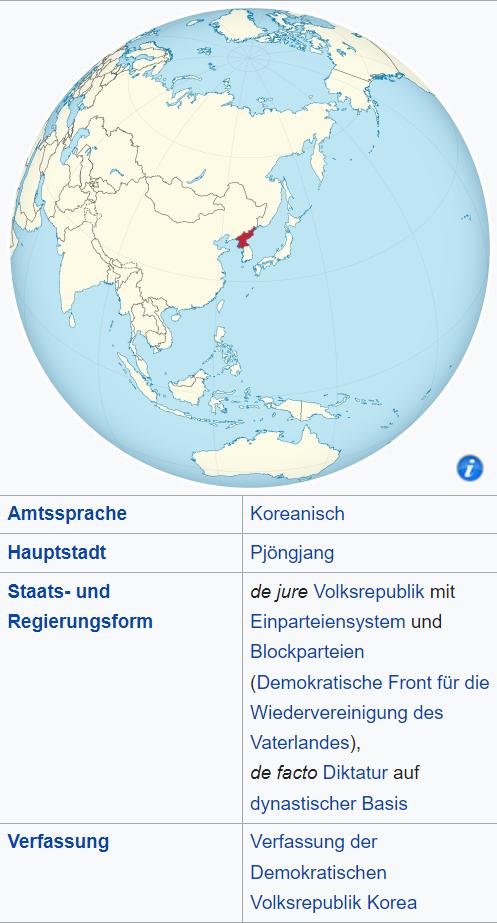 i
Amtssprache
Koreanisch
Hauptstadt
Pjöngjang
Staats- und
Regierungsform
de jure Volksrepublik mit
Einparteiensystem und
Blockparteien
(Demokratische Front für die
Wiedervereinigung des
Vaterlandes),
de facto Diktatur auf
dynastischer Basis
Verfassung
Verfassung der
Demokratischen
Volksrepublik Korea